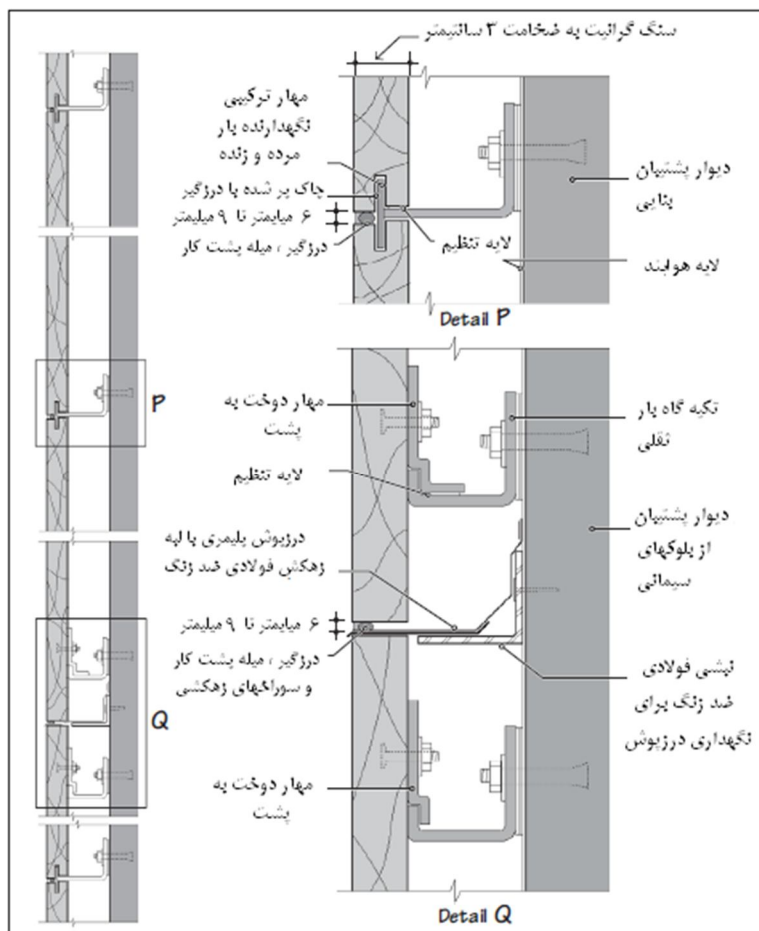 سنگ گرانیت به ضخامت ۳ سانتیمتر
مهار ترکیبی
نگهدارنده بار
مرده و زنده
چاک پر شده با درزگیر
۶ میلیمتر تا ۹ میلیمتر
درزگیر ، میله پشت کار
لایه تنظیم
دیوار پشتیبان
بنایی
لایه هوابند
Detail P
P
مهار دوخت به
پشت
لایه تنظیم
تکیه گاه بار
ثقلی
دیوار پشتیبان
از بلوکهای
سیمانی
درزپوش پلیمری با لبه
زهکش فولادی ضد زنگ
۶ میلیمتر تا ۹ میلیمتر
درزگیر ، میله پشت کار
و سوراخهای زهکشی
نبشی فولادی
ضد زنگ برای
نگهداری درزپوش
Q
مهار دوخت به
پشت
Detail Q